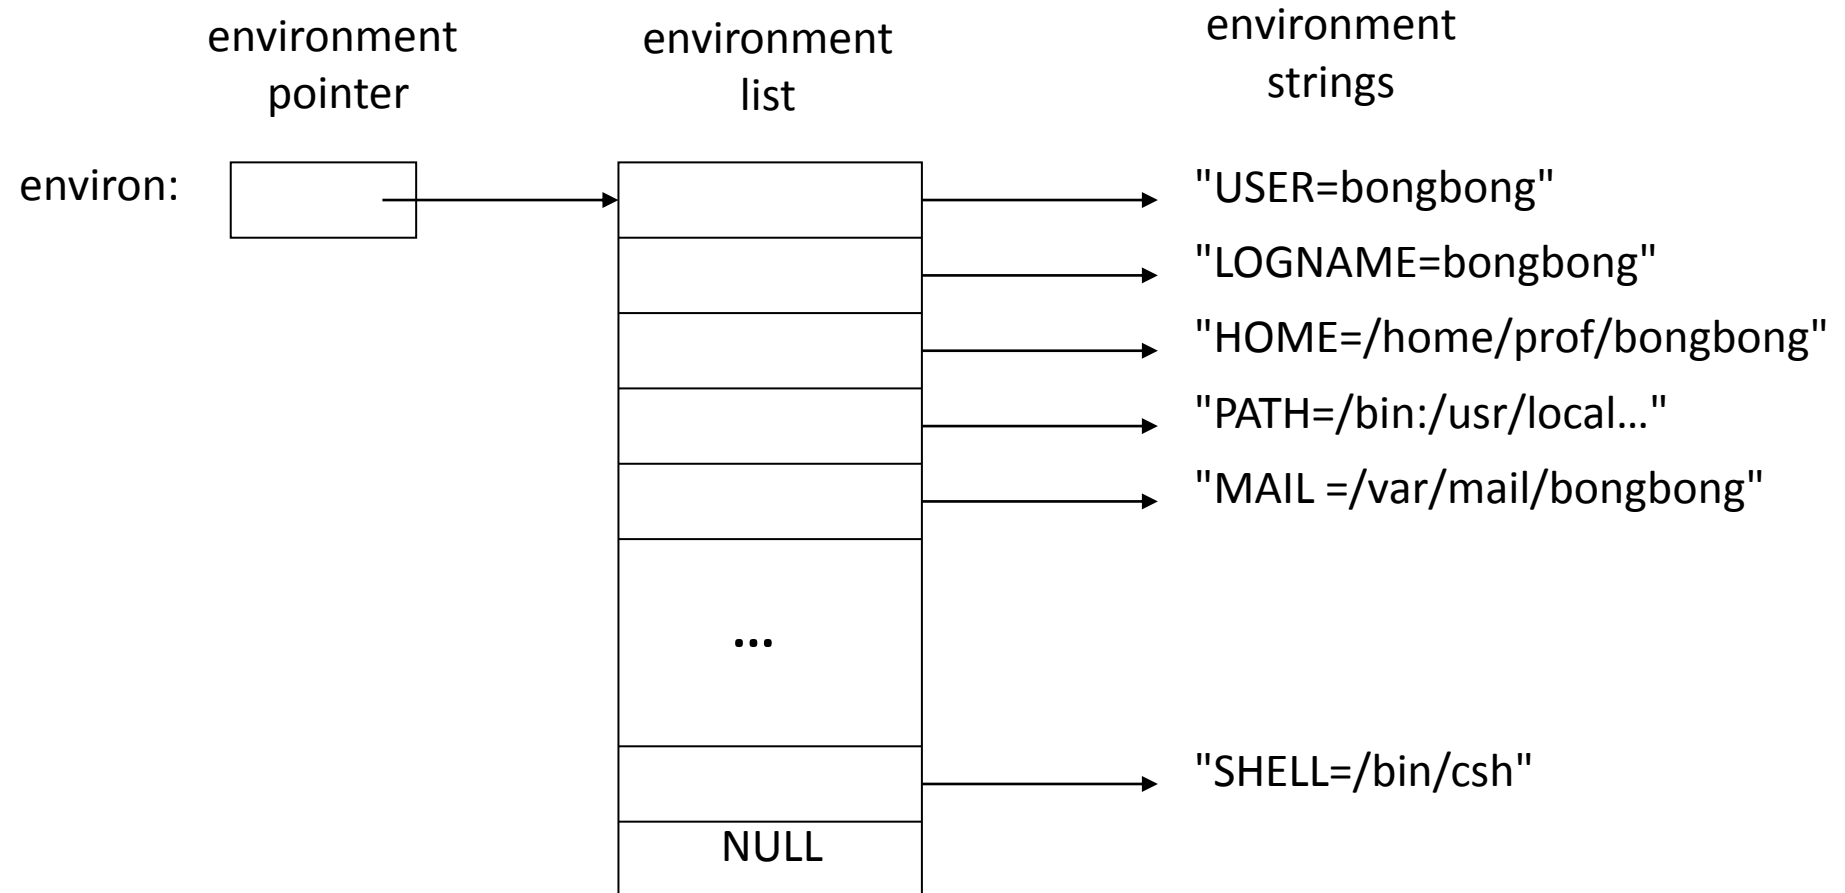 environment
pointer
environment
list
environment
strings
environ:
"USER=bongbong"
"LOGNAME=bongbong"
"HOME=/home/prof/bongbong"
"PATH=/bin:/usr/local…"
"MAIL =/var/mail/bongbong"
…
"SHELL=/bin/csh"
NULL